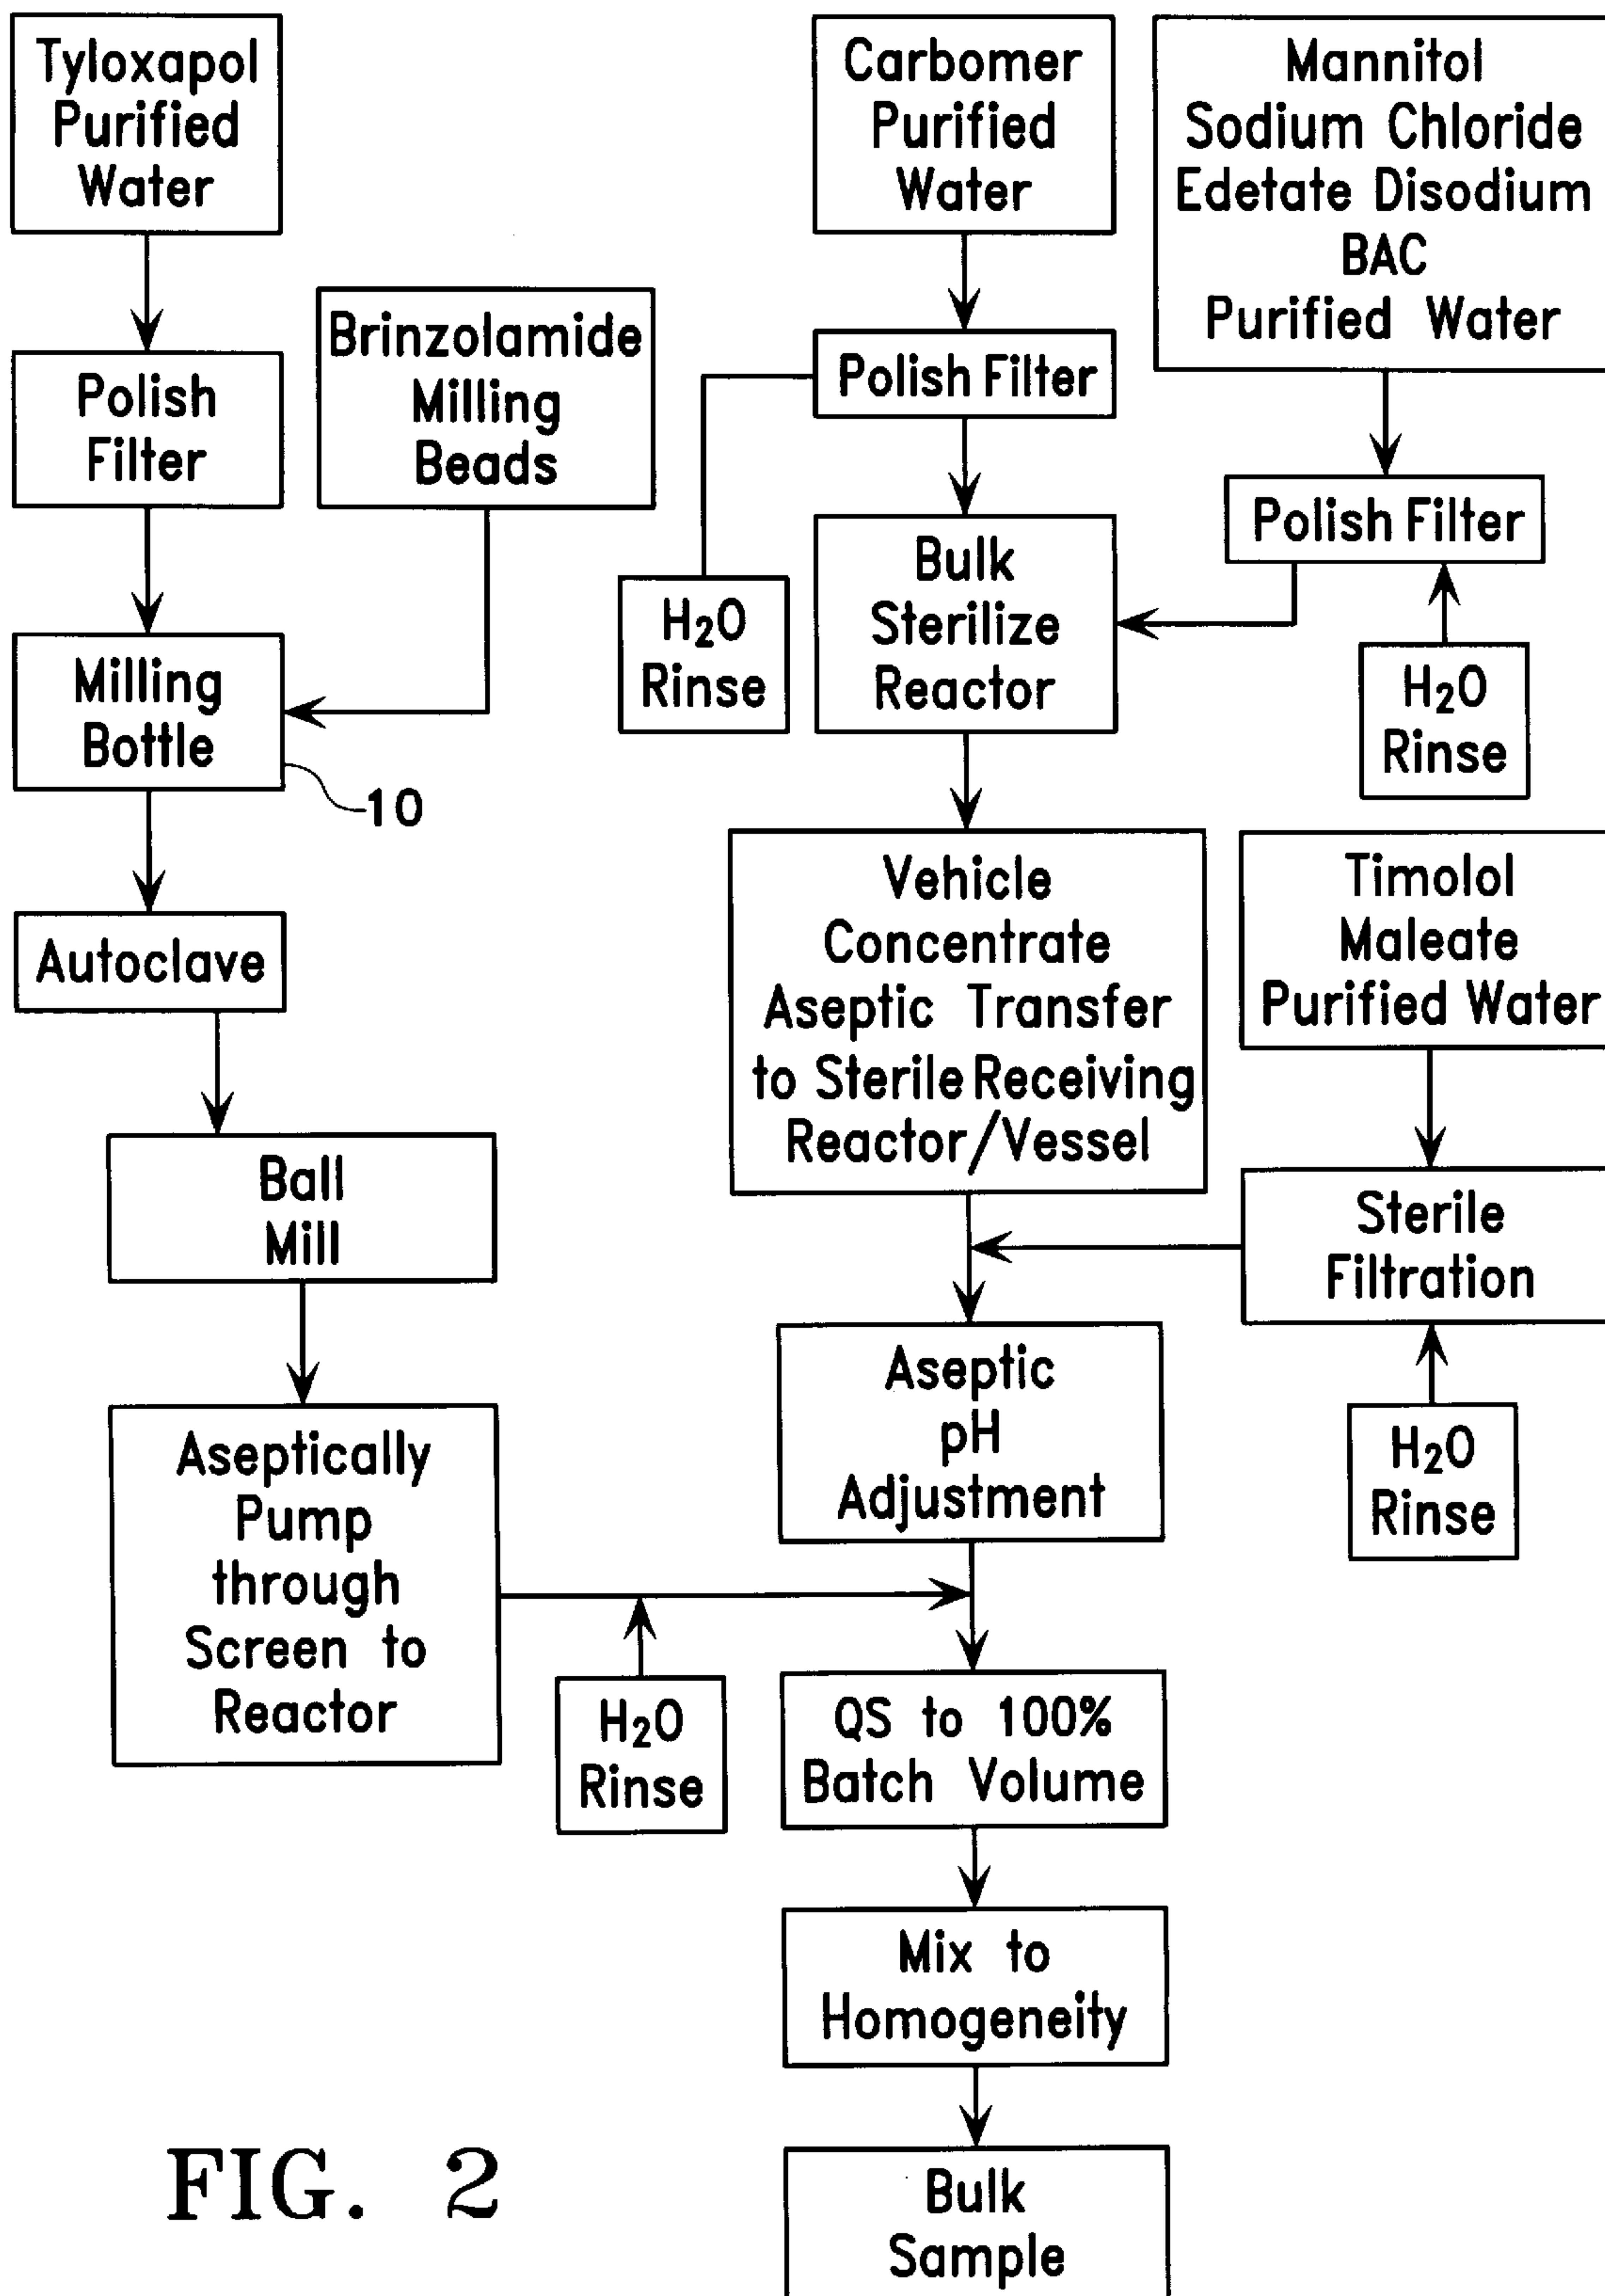 Tyloxapol
Purified
Water
Carbomer
Purified
Water
Mannitol
Sodium Chloride
Edetate Disodium
BAC
Purified Water
Brinzolamide
Milling
Beads
Polish
Filter
Polish Filter
Polish Filter
H₂O
Rinse
Bulk
Sterilize
Reactor
H₂O
Rinse
Milling
Bottle
10
Autoclave
Vehicle
Concentrate
Aseptic Transfer
to Sterile Receiving
Reactor/Vessel
Timolol
Maleate
Purified Water
Ball
Mill
Sterile
Filtration
Aseptic
pH
Adjustment
H₂O
Rinse
Aseptically
Pump
through
Screen to
Reactor
H₂O
Rinse
QS to 100%
Batch Volume
Mix to
Homogeneity
Bulk
Sample
FIG. 2